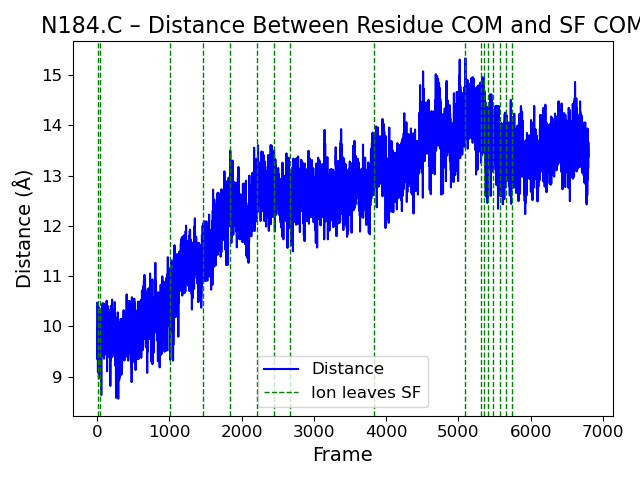 N184.C – Distance Between Residue COM and SF COM
Distance (Å)
15
14
13
12
11
10
9
Distance
Ion leaves SF
0 1000 2000 3000 4000 5000 6000 7000
Frame